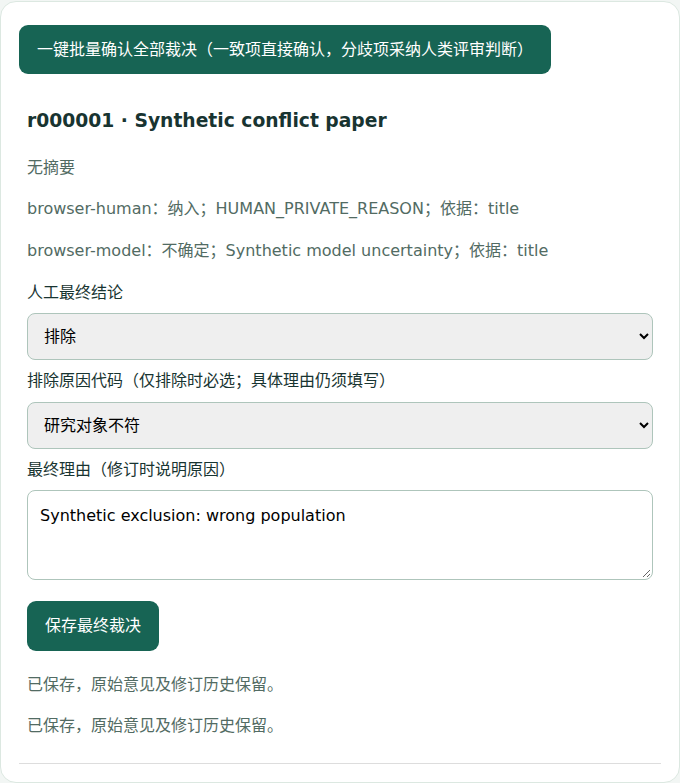 一键批量确认全部裁决（一致项直接确认，分歧项采纳人类评审判断）
r000001 · Synthetic conflict paper
无摘要
browser-human：纳入；HUMAN_PRIVATE_REASON；依据：title
browser-model：不确定；Synthetic model uncertainty；依据：title
人工最终结论
排除
排除原因代码（仅排除时必选；具体理由仍须填写）
研究对象不符
最终理由（修订时说明原因）
Synthetic exclusion: wrong population
保存最终裁决
已保存，原始意见及修订历史保留。
已保存，原始意见及修订历史保留。